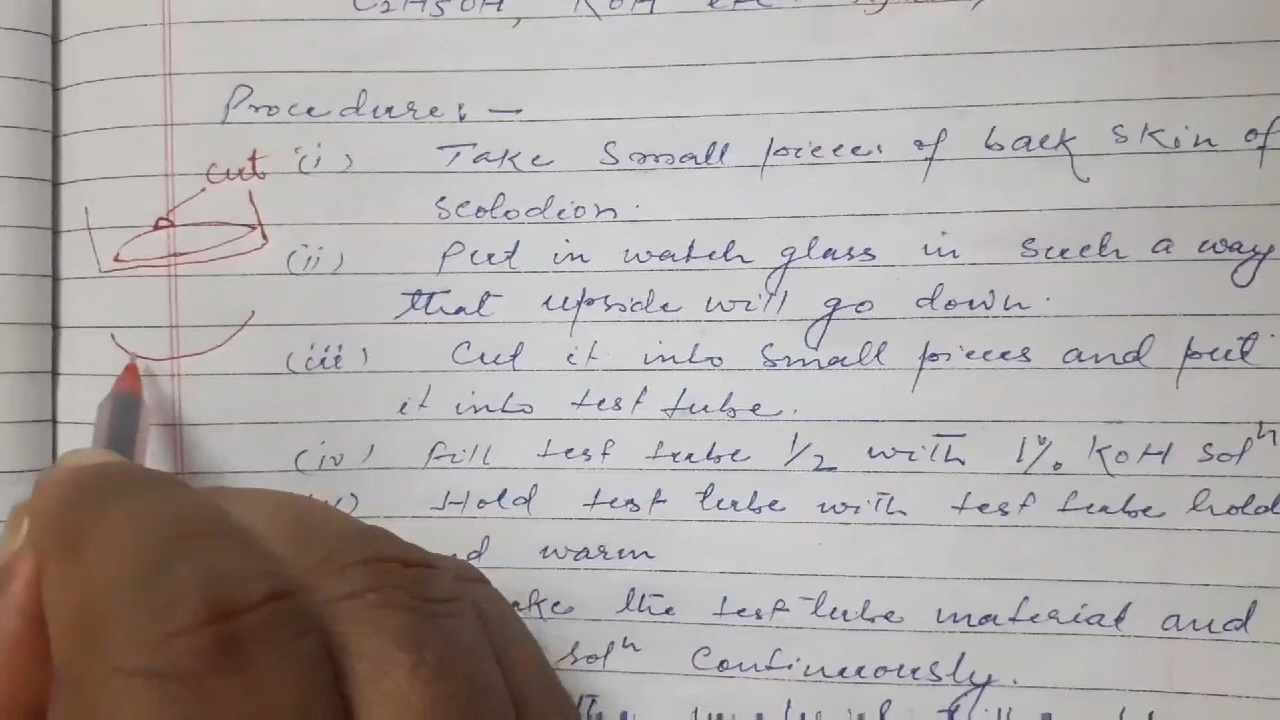 C2H5OH, KOH etc
Procedure:-
cut
(i) Take small pieces of back skin of
scolodion.
(ii) Put in watch glass in such a way
that upside will go down.
(iii) Cut it into small pieces and put
it into test tube.
(iv) fill test tube 1/2 with 1% KOH solⁿ
(v) Hold test tube with test tube hold
warm
the test tube material and
solⁿ continuously.